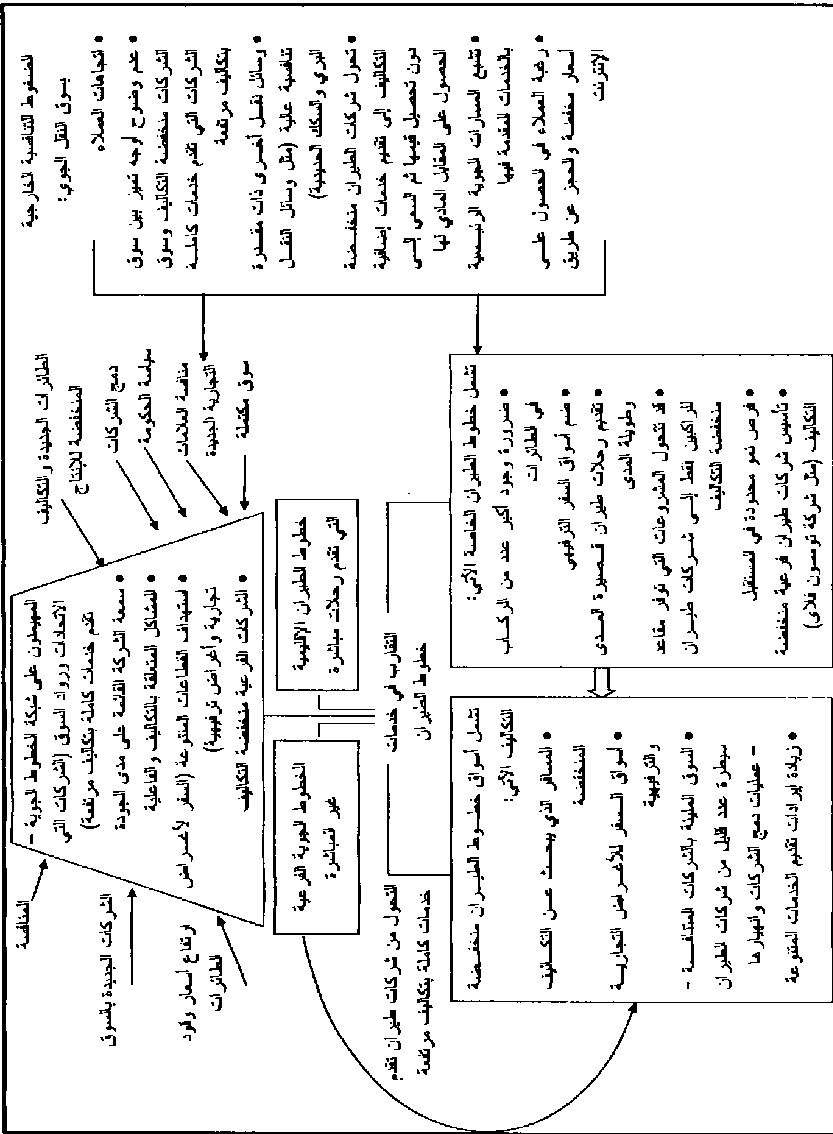 الضغوط التنافسية الخارجية
بسوق النقل الجوي:
• اتجاهات العملاء
• عدم وضوح أوجه تميز بين سوق
الشركات منخفضة التكاليف وسوق
الشركات التي تقدم خدمات كاملة
بتكاليف مرتفعة
• وسائل نقل أخرى ذات مقدرة
تنافسية عالية (مثل وسائل النقل
البري والسكك الحديدية)
• تحول شركات الطيران منخفضة
التكاليف إلى تقديم خدمات إضافية
دون تحصيل قيمتها ثم السعي إلى
الحصول على المقابل المادي لها
• تشبع المسارات الجوية الرئيسية
بالخدمات المقدمة فيها
• رغبة العملاء في الحصول على
أسعار منخفضة والحجز عن طريق
الإنترنت
الطائرات الجديدة والتكاليف
المنخفضة للإنتاج
دمج الشركات
سياسة الحكومة
منافسة العلامات
التجارية الجديدة
سوق مكتملة
المهيمنون على شبكة الخطوط الجوية –
الاتحادات ورواد السوق (الشركات التي
تقدم خدمات كاملة بتكاليف مرتفعة)
• سمعة الشركة القائمة على مدى الجودة
• المشاكل المتعلقة بالتكاليف والفاعلية
• استهداف القطاعات المتنوعة (السفر لأغراض
تجارية وأغراض ترفيهية)
• الشركات الفرعية منخفضة التكاليف
المنافسة
الشركات الجديدة بالسوق
ارتفاع أسعار وقود
الطائرات
خطوط الطيران الإقليمية
التي تقدم رحلات مباشرة
الخطوط الجوية الفرعية
غير المباشرة
التقارب في خدمات
خطوط الطيران
التحول من شركات طيران تقدم
خدمات كاملة بتكاليف مرتفعة
تشمل خطوط الطيران الخاصة الآتي:
• ضرورة وجود أكبر عدد من الركاب
في الطائرات
• ضم أسواق السفر الترفيهي
• تقديم رحلات طيران قصيرة المدى
وطويلة المدى
• قد تتحول المشروعات التي توفر مقاعد
للراكبين فقط إلى شركات طيران
منخفضة التكاليف
• فرص نمو محدودة في المستقبل
• تأسيس شركات طيران فرعية منخفضة
التكاليف (مثل شركة تومسون فلاي)
تشمل أسواق خطوط الطيران منخفضة
التكاليف الآتي:
• المسافر الذي يبحث عن التكاليف
المنخفضة
• أسواق السفر للأغراض التجارية
والترفيهية
• السوق المليئة بالشركات المتنافسة –
سيطرة عدد قليل من شركات الطيران
– عمليات دمج الشركات وانهيارها
• زيادة إيرادات تقديم الخدمات المتنوعة